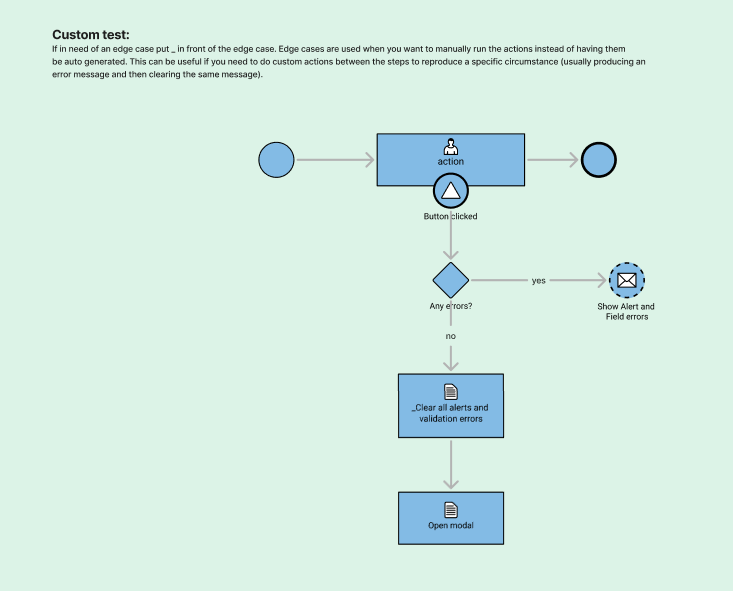 Custom test:
If in need of an edge case put _ in front of the edge case. Edge cases are used when you want to manually run the actions instead of having them
be auto generated. This can be useful if you need to do custom actions between the steps to reproduce a specific circumstance (usually producing an
error message and then clearing the same message).
action
Button clicked
Any errors?
yes
Show Alert and
Field errors
no
_Clear all alerts and
validation errors
Open modal